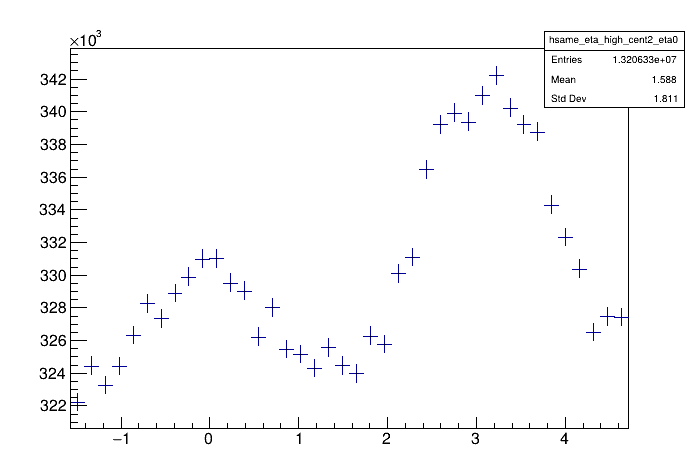 ×10³
hsame_eta_high_cent2_eta0
Entries 1.320633e+07
Mean 1.588
Std Dev 1.811
342
340
338
336
334
332
330
328
326
324
322
−1 0 1 2 3 4